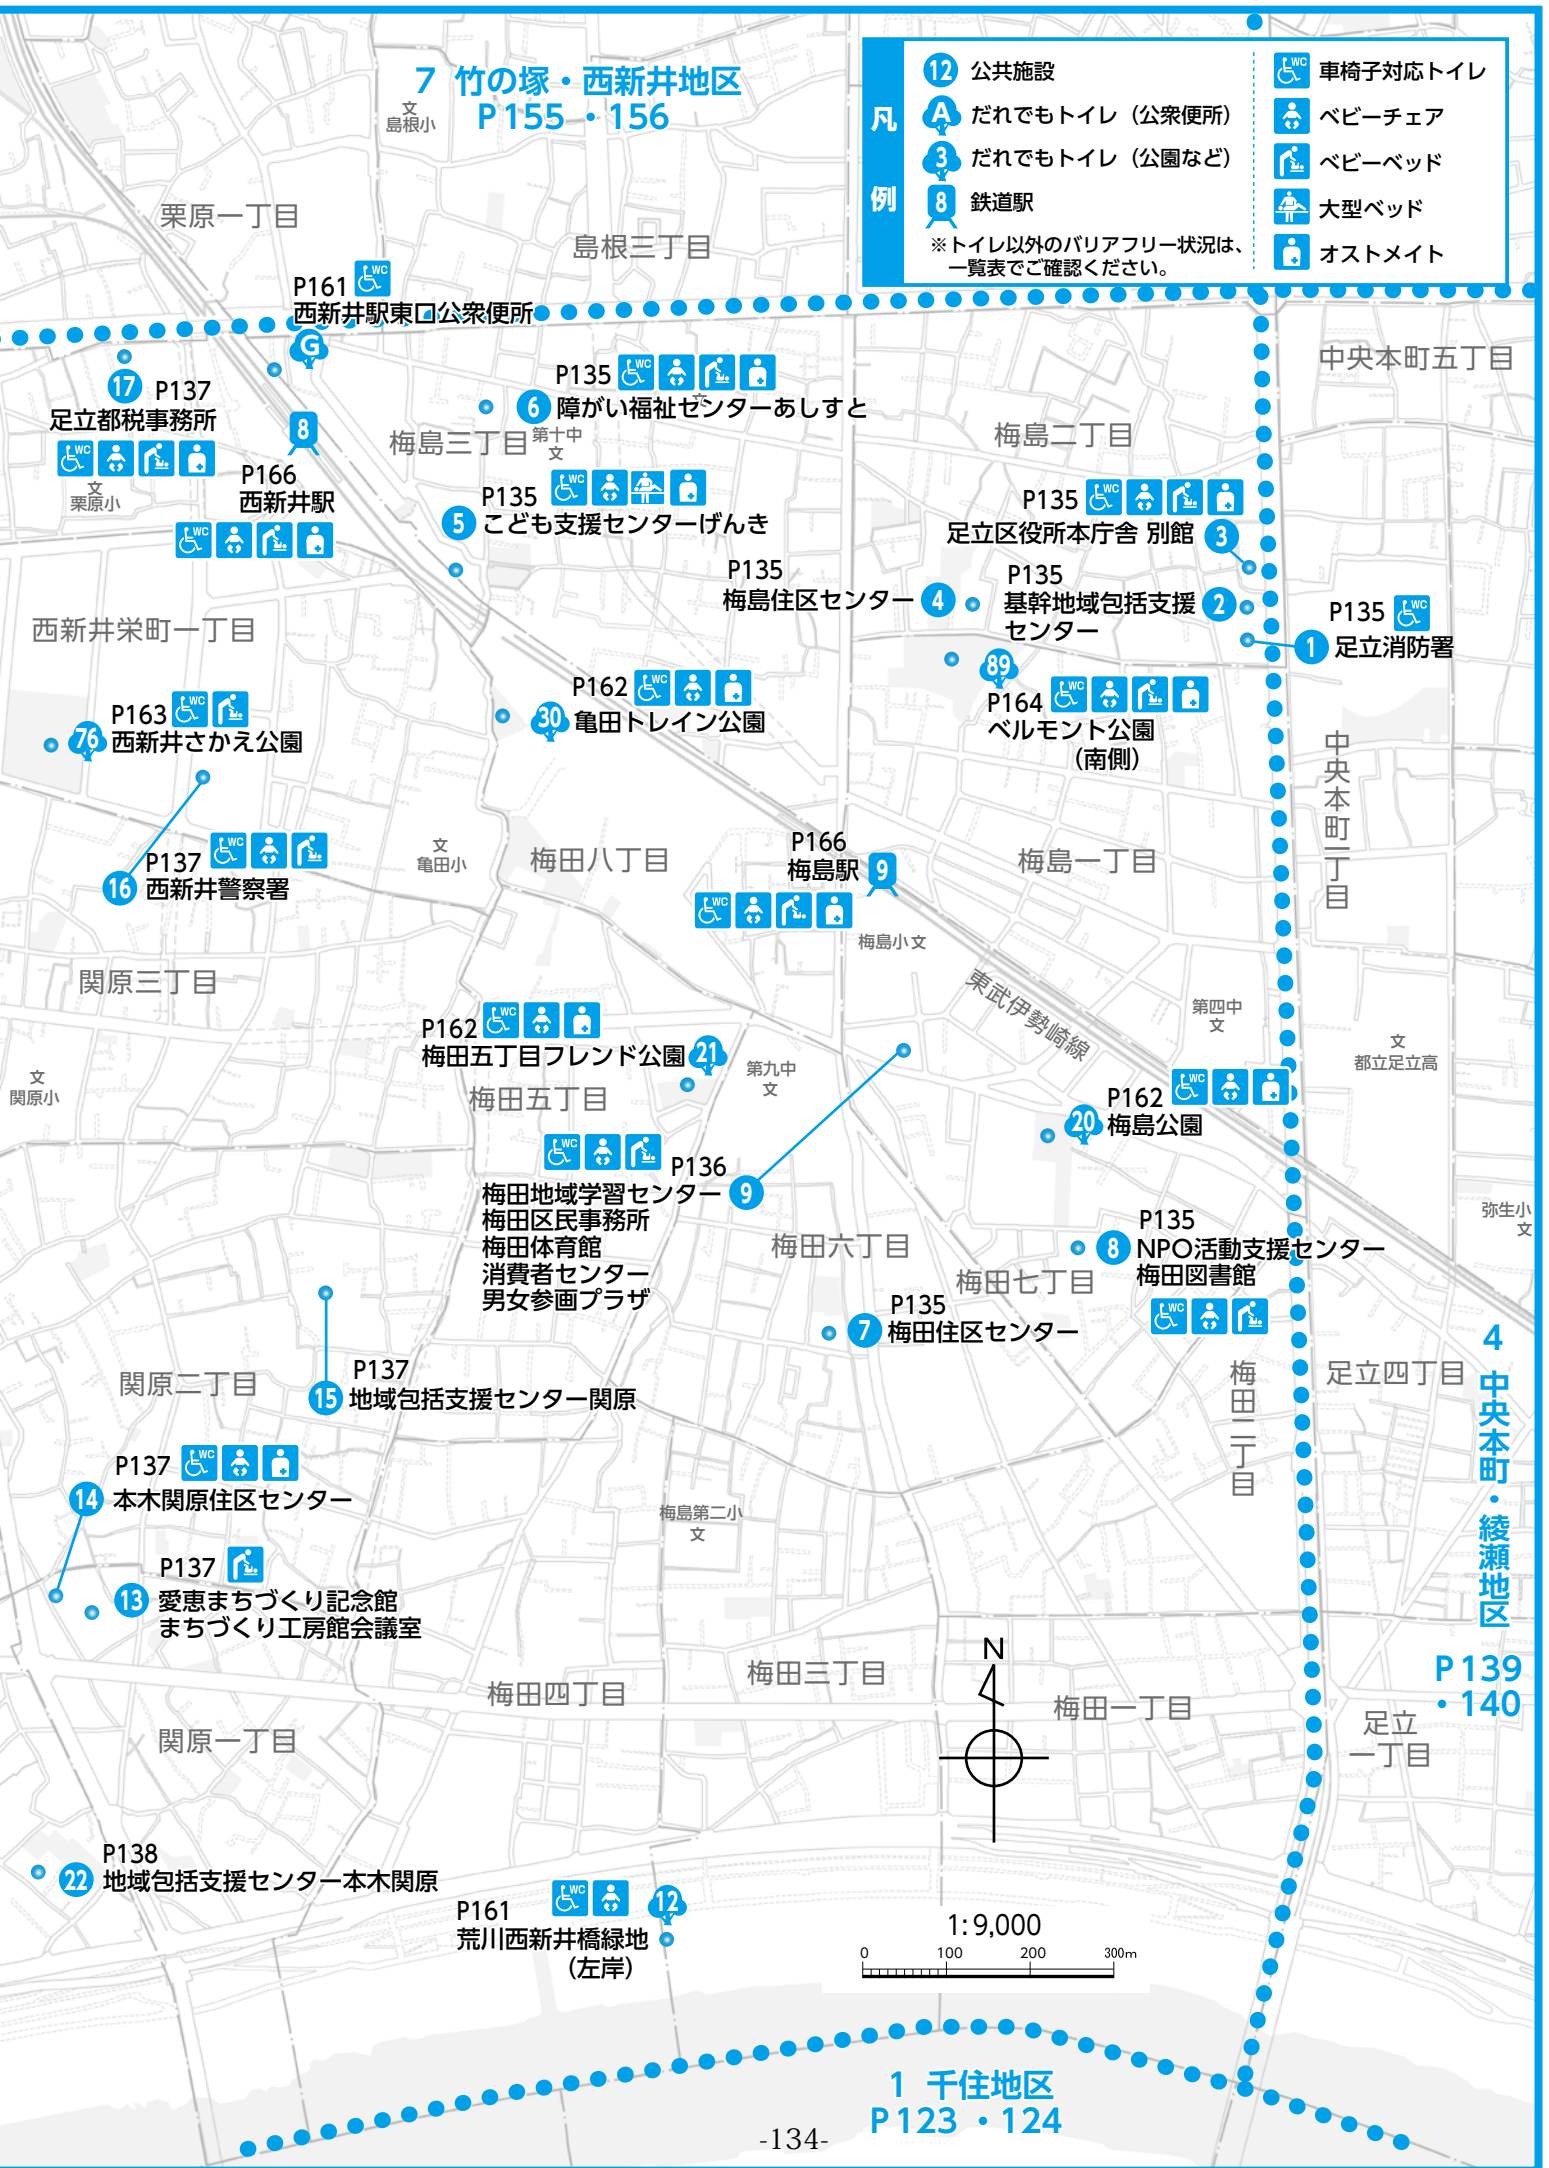 7 竹の塚・西新井地区
P155・156
凡例
12 公共施設
A だれでもトイレ（公衆便所）
3 だれでもトイレ（公園など）
8 鉄道駅
※トイレ以外のバリアフリー状況は、
一覧表でご確認ください。
WC 車椅子対応トイレ
ベビーチェア
ベビーベッド
大型ベッド
オストメイト
文
島根小
栗原一丁目
島根三丁目
P161 WC
西新井駅東口公衆便所
G
中央本町五丁目
17 P137
足立都税事務所
WC
文
栗原小
8
P166
西新井駅
WC
P135 WC
6 障がい福祉センターあしすと
文
梅島三丁目
第十中
文
梅島二丁目
P135 WC
5 こども支援センターげんき
P135 WC
足立区役所本庁舎 別館 3
P135
梅島住区センター 4
P135
基幹地域包括支援 2
センター
P135 WC
1 足立消防署
西新井栄町一丁目
89
P164 WC
ベルモント公園
（南側）
P162 WC
30 亀田トレイン公園
P163 WC
76 西新井さかえ公園
中央本町一丁目
文
亀田小
梅田八丁目
P166
梅島駅 9
WC
梅島一丁目
P137 WC
16 西新井警察署
梅島小 文
関原三丁目
東武伊勢崎線
第四中
文
P162 WC
梅田五丁目フレンド公園 21
第九中
文
文
都立足立高
文
関原小
梅田五丁目
P162 WC
20 梅島公園
WC P136
梅田地域学習センター 9
梅田区民事務所
梅田体育館
消費者センター
男女参画プラザ
弥生小
文
梅田六丁目
P135
8 NPO活動支援センター
梅田図書館
WC
梅田七丁目
P135
7 梅田住区センター
4 中央本町・綾瀬地区
P139
・140
関原二丁目
P137
15 地域包括支援センター関原
梅田二丁目
足立四丁目
P137 WC
14 本木関原住区センター
梅島第二小
文
P137
13 愛恵まちづくり記念館
まちづくり工房館会議室
N
梅田三丁目
梅田四丁目
梅田一丁目
関原一丁目
足立
一丁目
P138
22 地域包括支援センター本木関原
P161 WC 12
荒川西新井橋緑地
（左岸）
1:9,000
0 100 200 300m
1 千住地区
P123・124
-134-